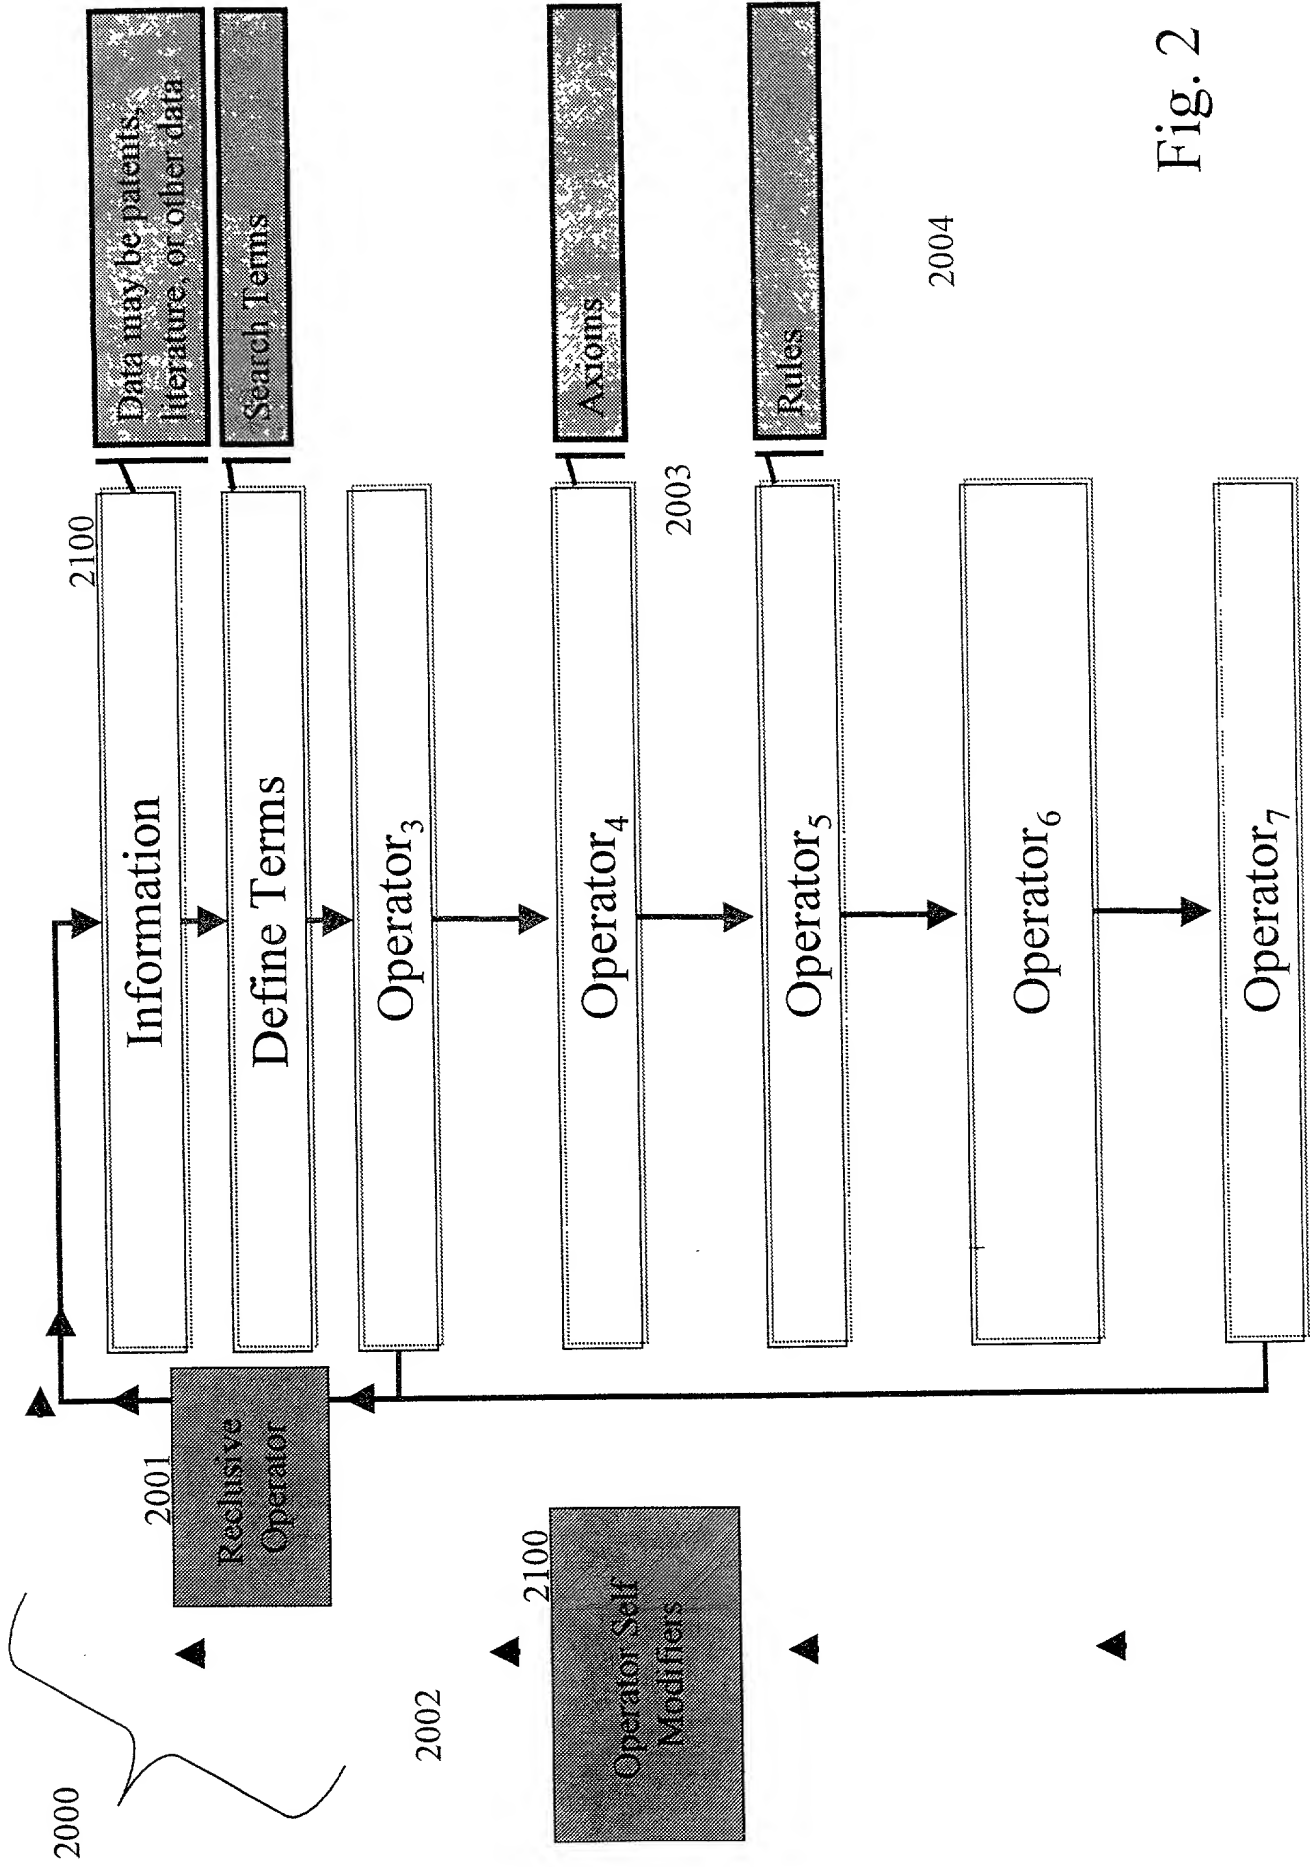 2000
2001
Reclusive
Operator
2002
2100
Operator Self
Modifiers
2100
Information
Data may be patents,
literature, or other data
Define Terms
Search Terms
Operator3
Operator4
Axioms
2003
Operator5
Rules
2004
Operator6
Operator7
Fig. 2